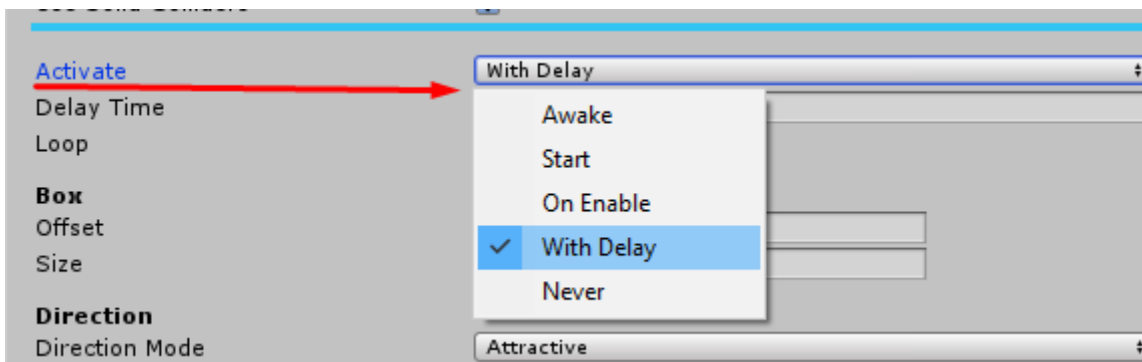 Activate With Delay
Delay Time
Awake
Loop
Start
On Enable
Box
Offset
With Delay
Size
Never
Direction
Direction Mode Attractive